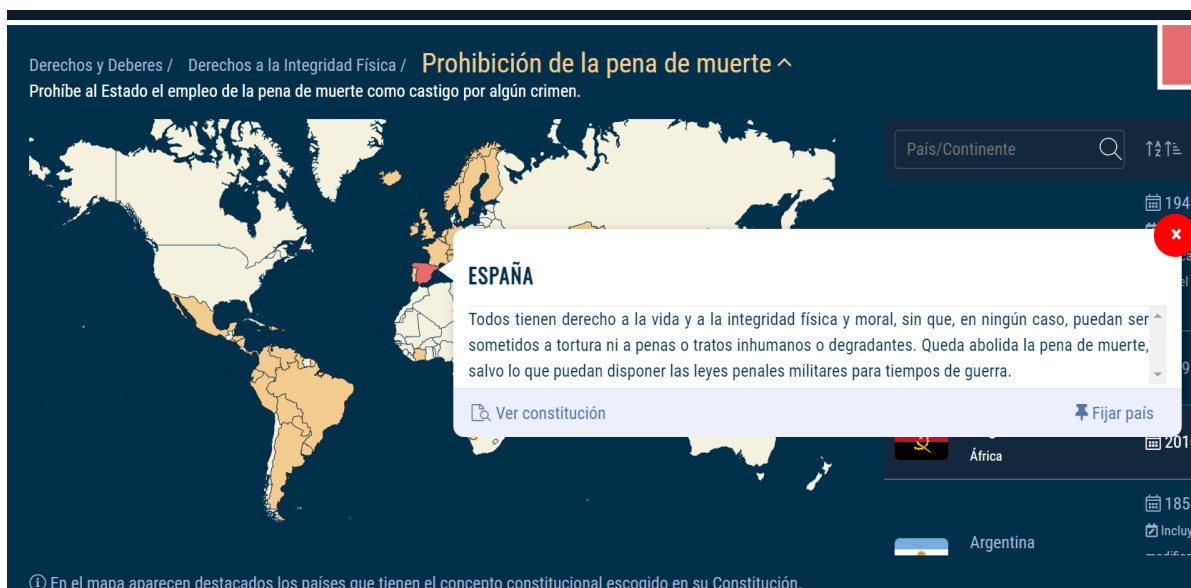 Derechos y Deberes / Derechos a la Integridad Física / Prohibición de la pena de muerte
Prohíbe al Estado el empleo de la pena de muerte como castigo por algún crimen.
País/Continente
194
ESPAÑA
Todos tienen derecho a la vida y a la integridad física y moral, sin que, en ningún caso, puedan ser
sometidos a tortura ni a penas o tratos inhumanos o degradantes. Queda abolida la pena de muerte,
salvo lo que puedan disponer las leyes penales militares para tiempos de guerra.
Ver constitución
Fijar país
201
África
185
Incluy
Argentina
En el mapa aparecen destacados los países que tienen el concepto constitucional escogido en su Constitución.